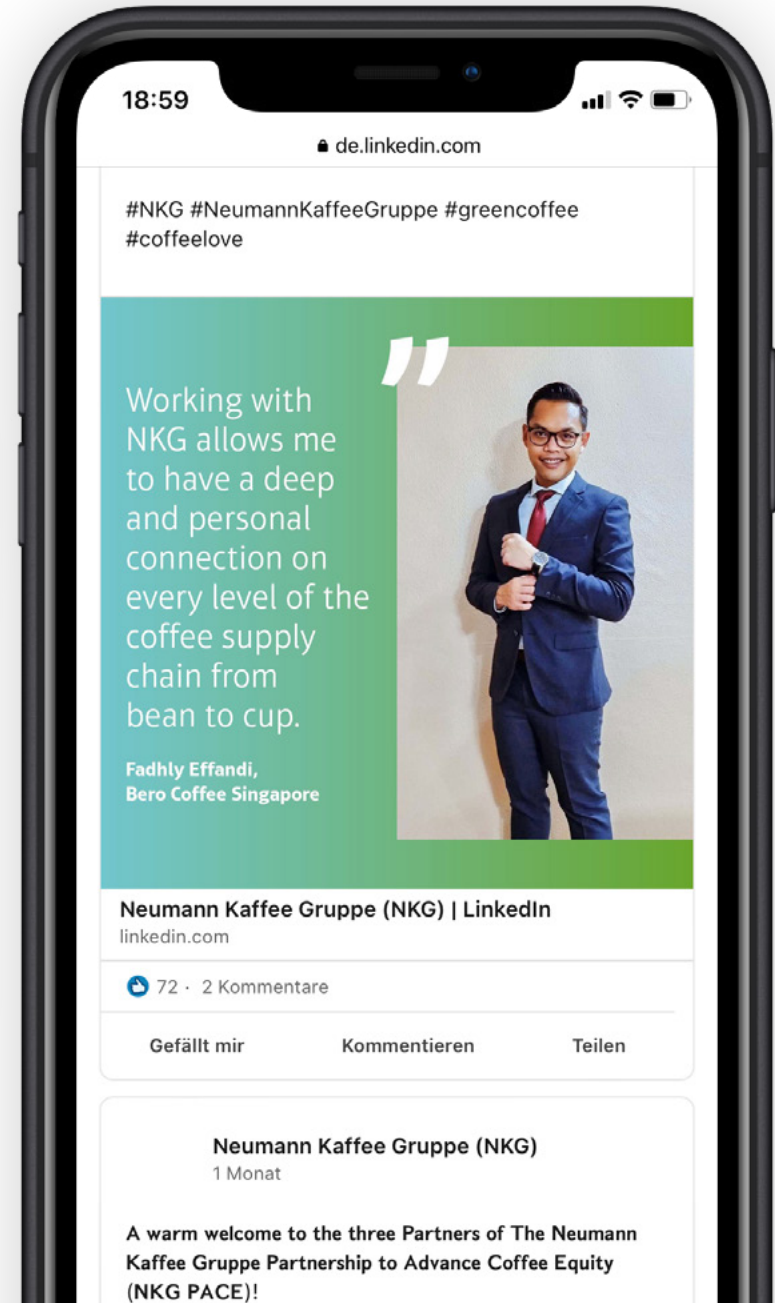 18:59
de.linkedin.com
#NKG #NeumannKaffeeGruppe #greencoffee
#coffeelove
"
Working with
NKG allows me
to have a deep
and personal
connection on
every level of the
coffee supply
chain from
bean to cup.
Fadhly Effandi,
Bero Coffee Singapore
Neumann Kaffee Gruppe (NKG) | LinkedIn
linkedin.com
72 · 2 Kommentare
Gefällt mir Kommentieren Teilen
Neumann Kaffee Gruppe (NKG)
1 Monat
A warm welcome to the three Partners of The Neumann
Kaffee Gruppe Partnership to Advance Coffee Equity
(NKG PACE)!